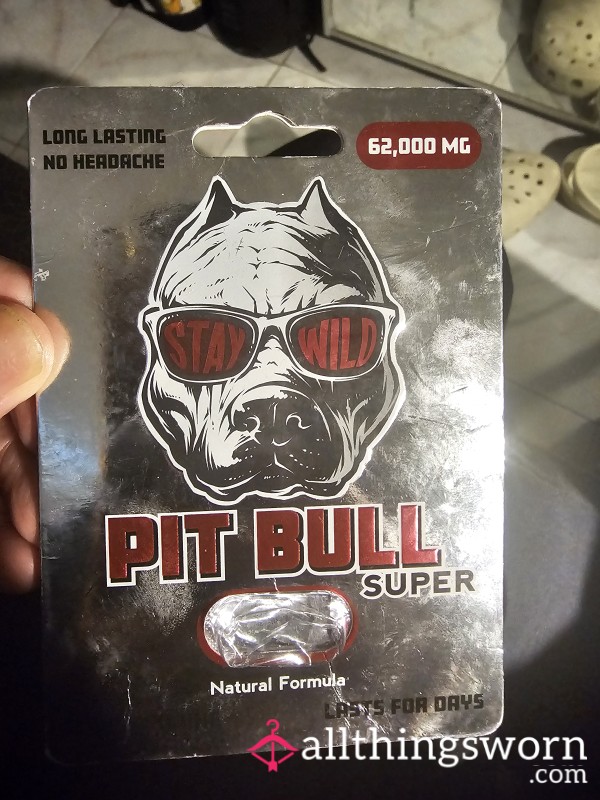 LONG LASTING
NO HEADACHE
62,000 MG
STAY WILD
PIT BULL
SUPER
Natural Formula
LASTS FOR DAYS
allthingsworn
.com